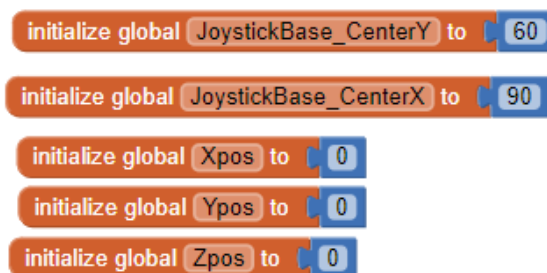 initialize global JoystickBase_CenterY to 60
initialize global JoystickBase_CenterX to 90
initialize global Xpos to 0
initialize global Ypos to 0
initialize global Zpos to 0